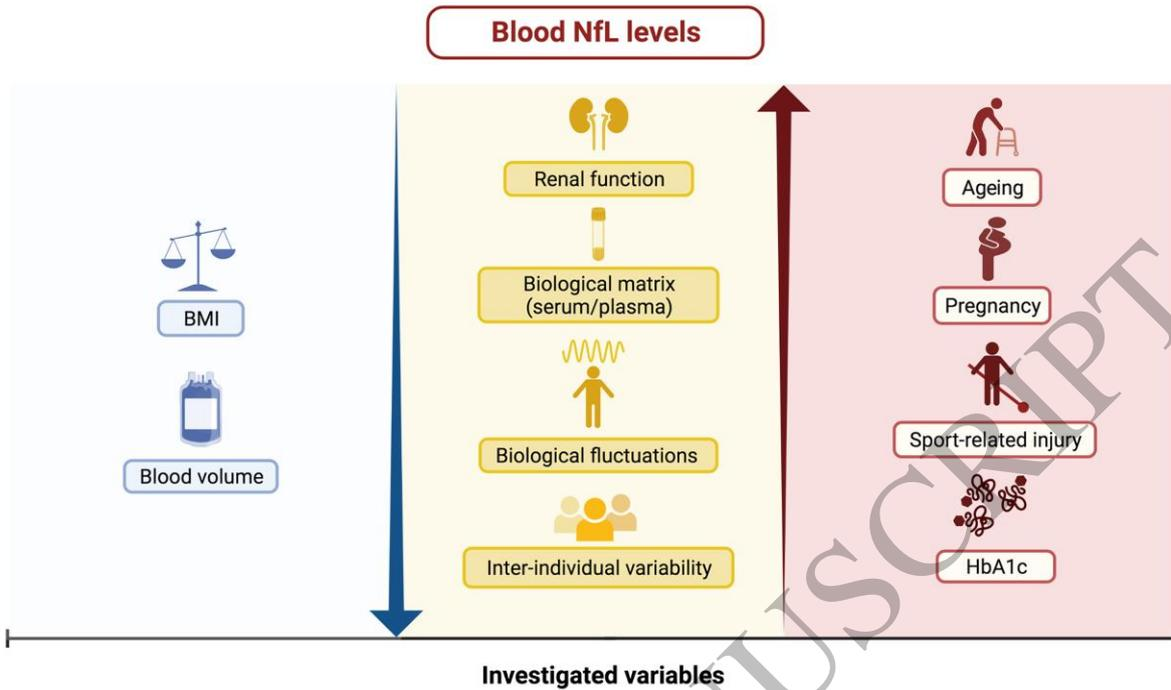 Blood NfL levels
BMI
Blood volume
Renal function
Biological matrix
(serum/plasma)
Biological fluctuations
Inter-individual variability
Ageing
Pregnancy
Sport-related injury
HbA1c
Investigated variables
USCRIPT